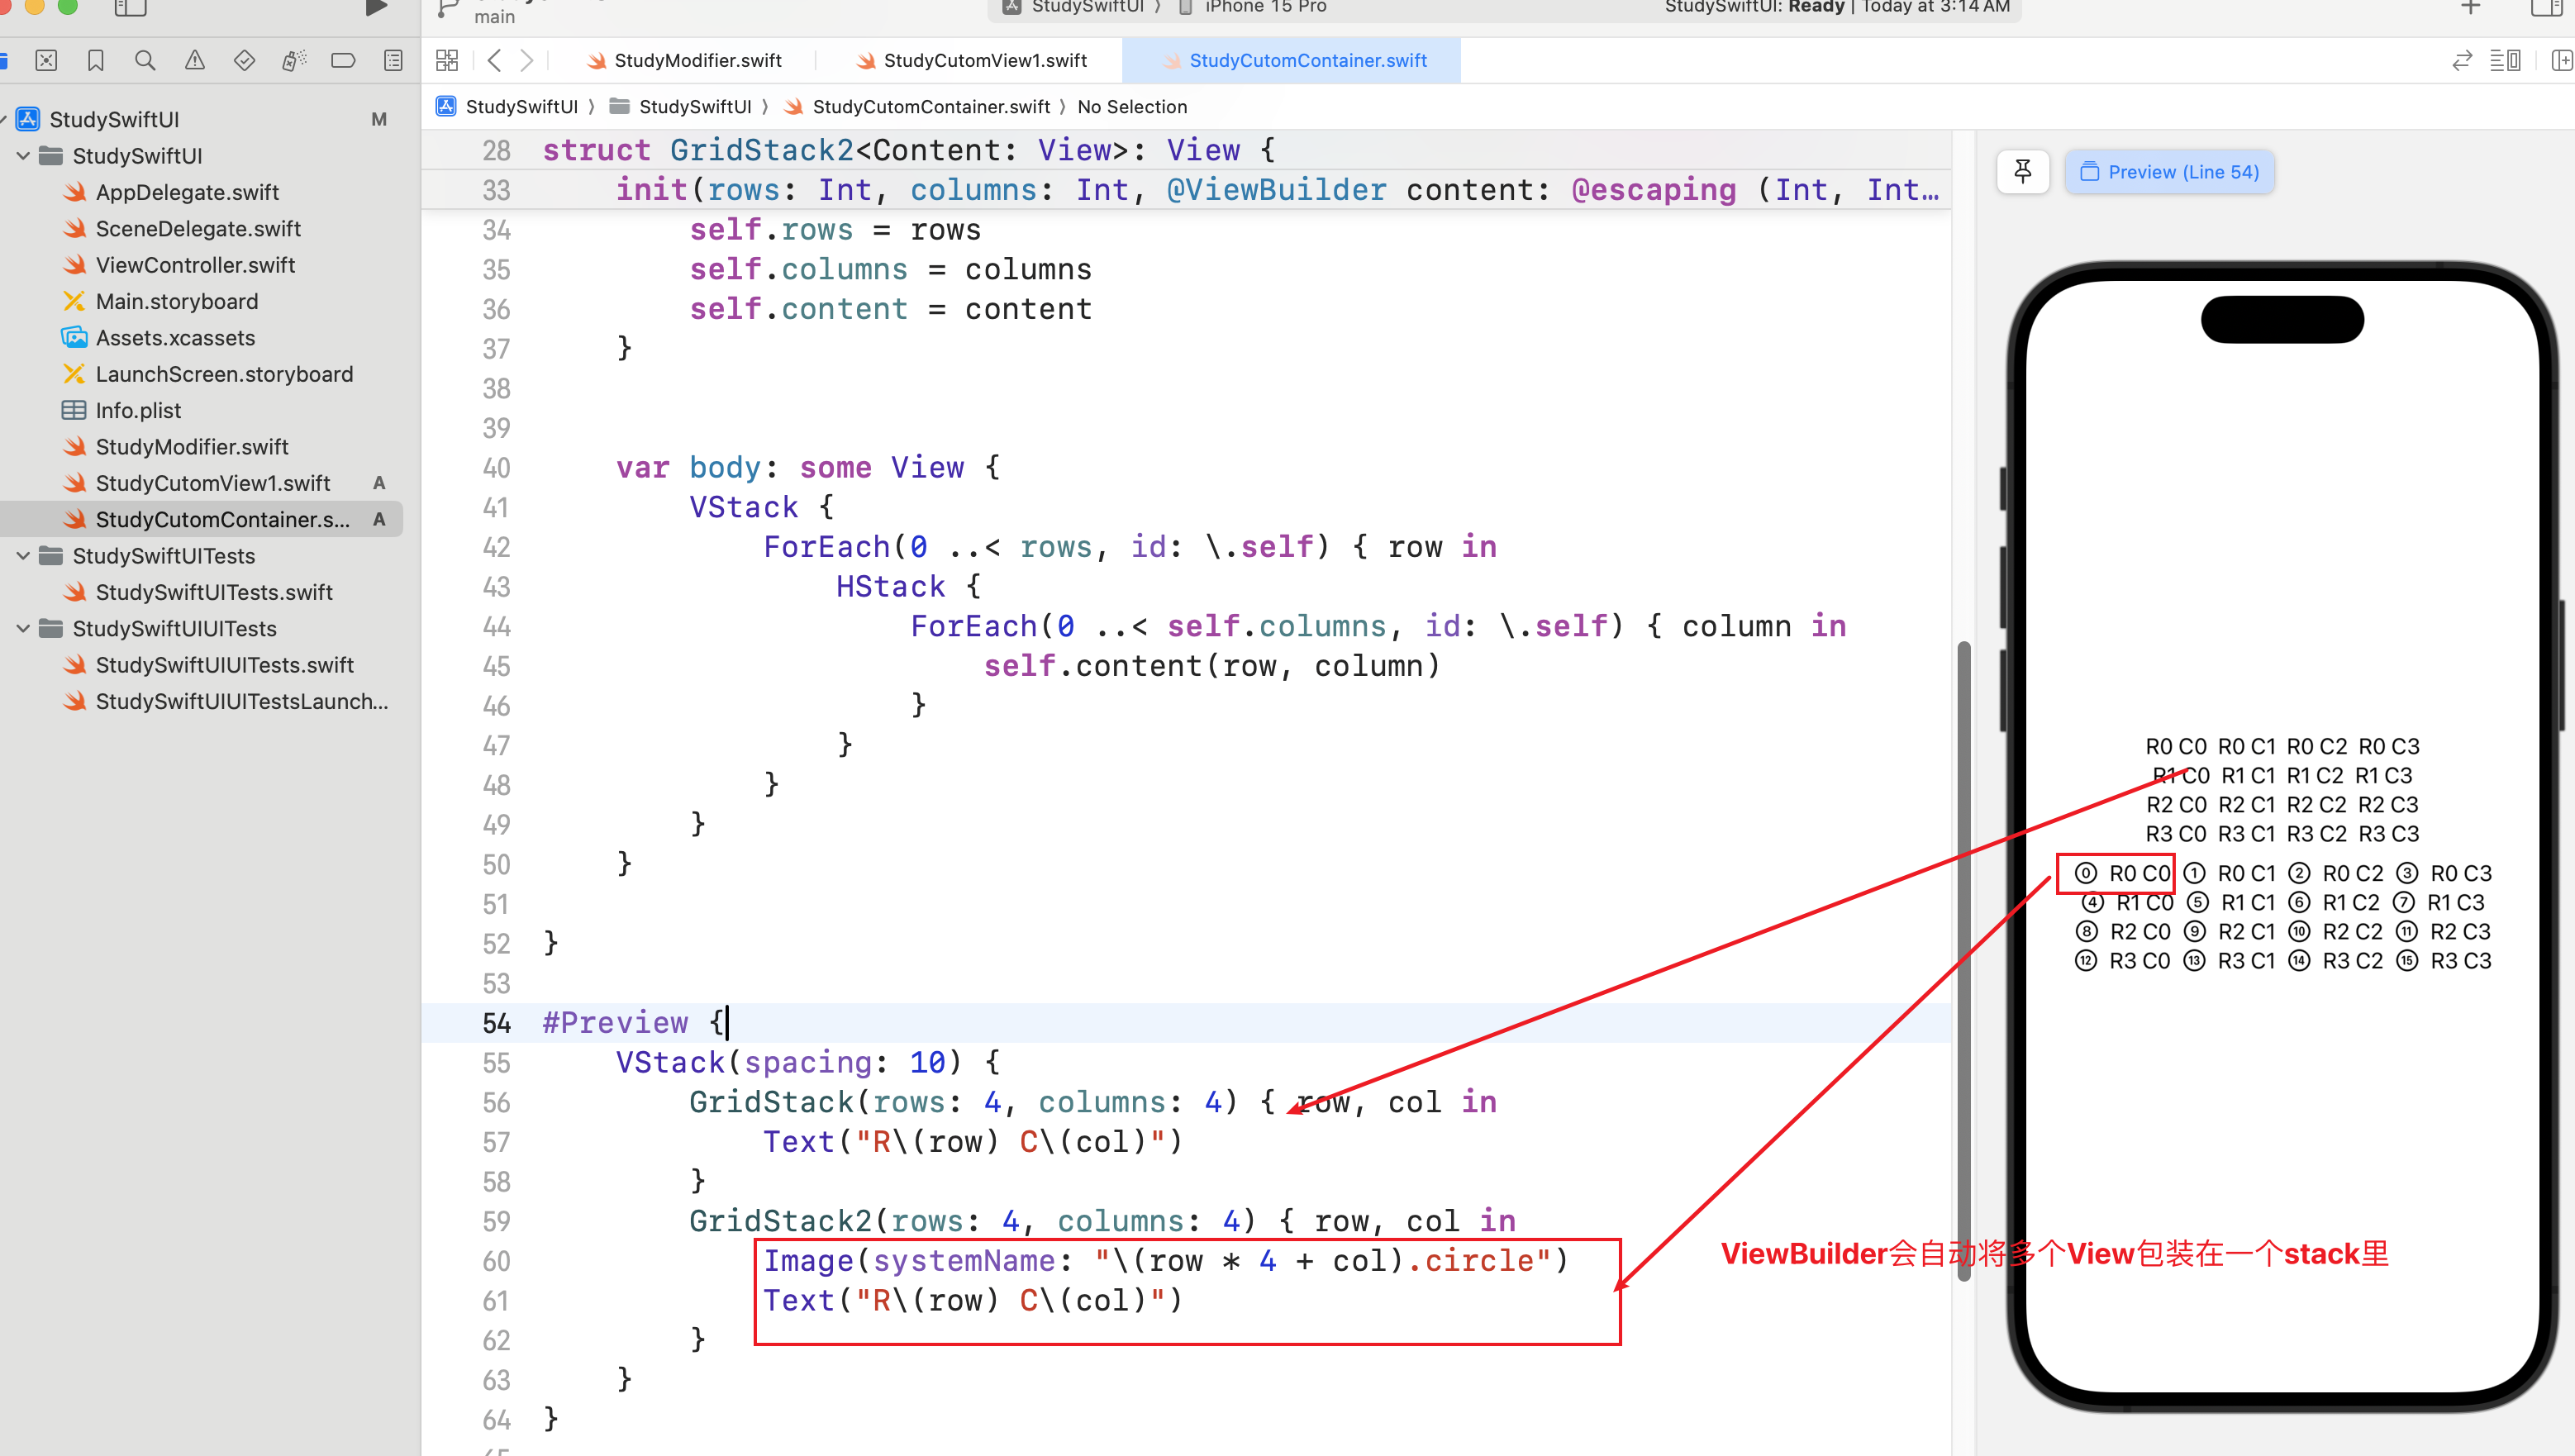 main
StudySwiftUI 〉 iPhone 15 Pro
StudySwiftUI: Ready | Today at 3:14 AM
StudyModifier.swift
StudyCutomView1.swift
StudyCutomContainer.swift
StudySwiftUI 〉 StudySwiftUI 〉 StudyCutomContainer.swift 〉 No Selection
StudySwiftUI M
StudySwiftUI
AppDelegate.swift
SceneDelegate.swift
ViewController.swift
Main.storyboard
Assets.xcassets
LaunchScreen.storyboard
Info.plist
StudyModifier.swift
StudyCutomView1.swift A
StudyCutomContainer.s... A
StudySwiftUITests
StudySwiftUITests.swift
StudySwiftUIUITests
StudySwiftUIUITests.swift
StudySwiftUIUITestsLaunch...
28 struct GridStack2<Content: View>: View {
33 init(rows: Int, columns: Int, @ViewBuilder content: @escaping (Int, Int…
34 self.rows = rows
35 self.columns = columns
36 self.content = content
37 }
38
39
40 var body: some View {
41 VStack {
42 ForEach(0 ..< rows, id: \.self) { row in
43 HStack {
44 ForEach(0 ..< self.columns, id: \.self) { column in
45 self.content(row, column)
46 }
47 }
48 }
49 }
50 }
51
52 }
53
54 #Preview {
55 VStack(spacing: 10) {
56 GridStack(rows: 4, columns: 4) { row, col in
57 Text("R\(row) C\(col)")
58 }
59 GridStack2(rows: 4, columns: 4) { row, col in
60 Image(systemName: "\(row * 4 + col).circle")
61 Text("R\(row) C\(col)")
62 }
63 }
64 }
Preview (Line 54)
R0 C0 R0 C1 R0 C2 R0 C3
R1 C0 R1 C1 R1 C2 R1 C3
R2 C0 R2 C1 R2 C2 R2 C3
R3 C0 R3 C1 R3 C2 R3 C3
⓪ R0 C0 ① R0 C1 ② R0 C2 ③ R0 C3
④ R1 C0 ⑤ R1 C1 ⑥ R1 C2 ⑦ R1 C3
⑧ R2 C0 ⑨ R2 C1 ⑩ R2 C2 ⑪ R2 C3
⑫ R3 C0 ⑬ R3 C1 ⑭ R3 C2 ⑮ R3 C3
ViewBuilder会自动将多个View包装在一个stack里